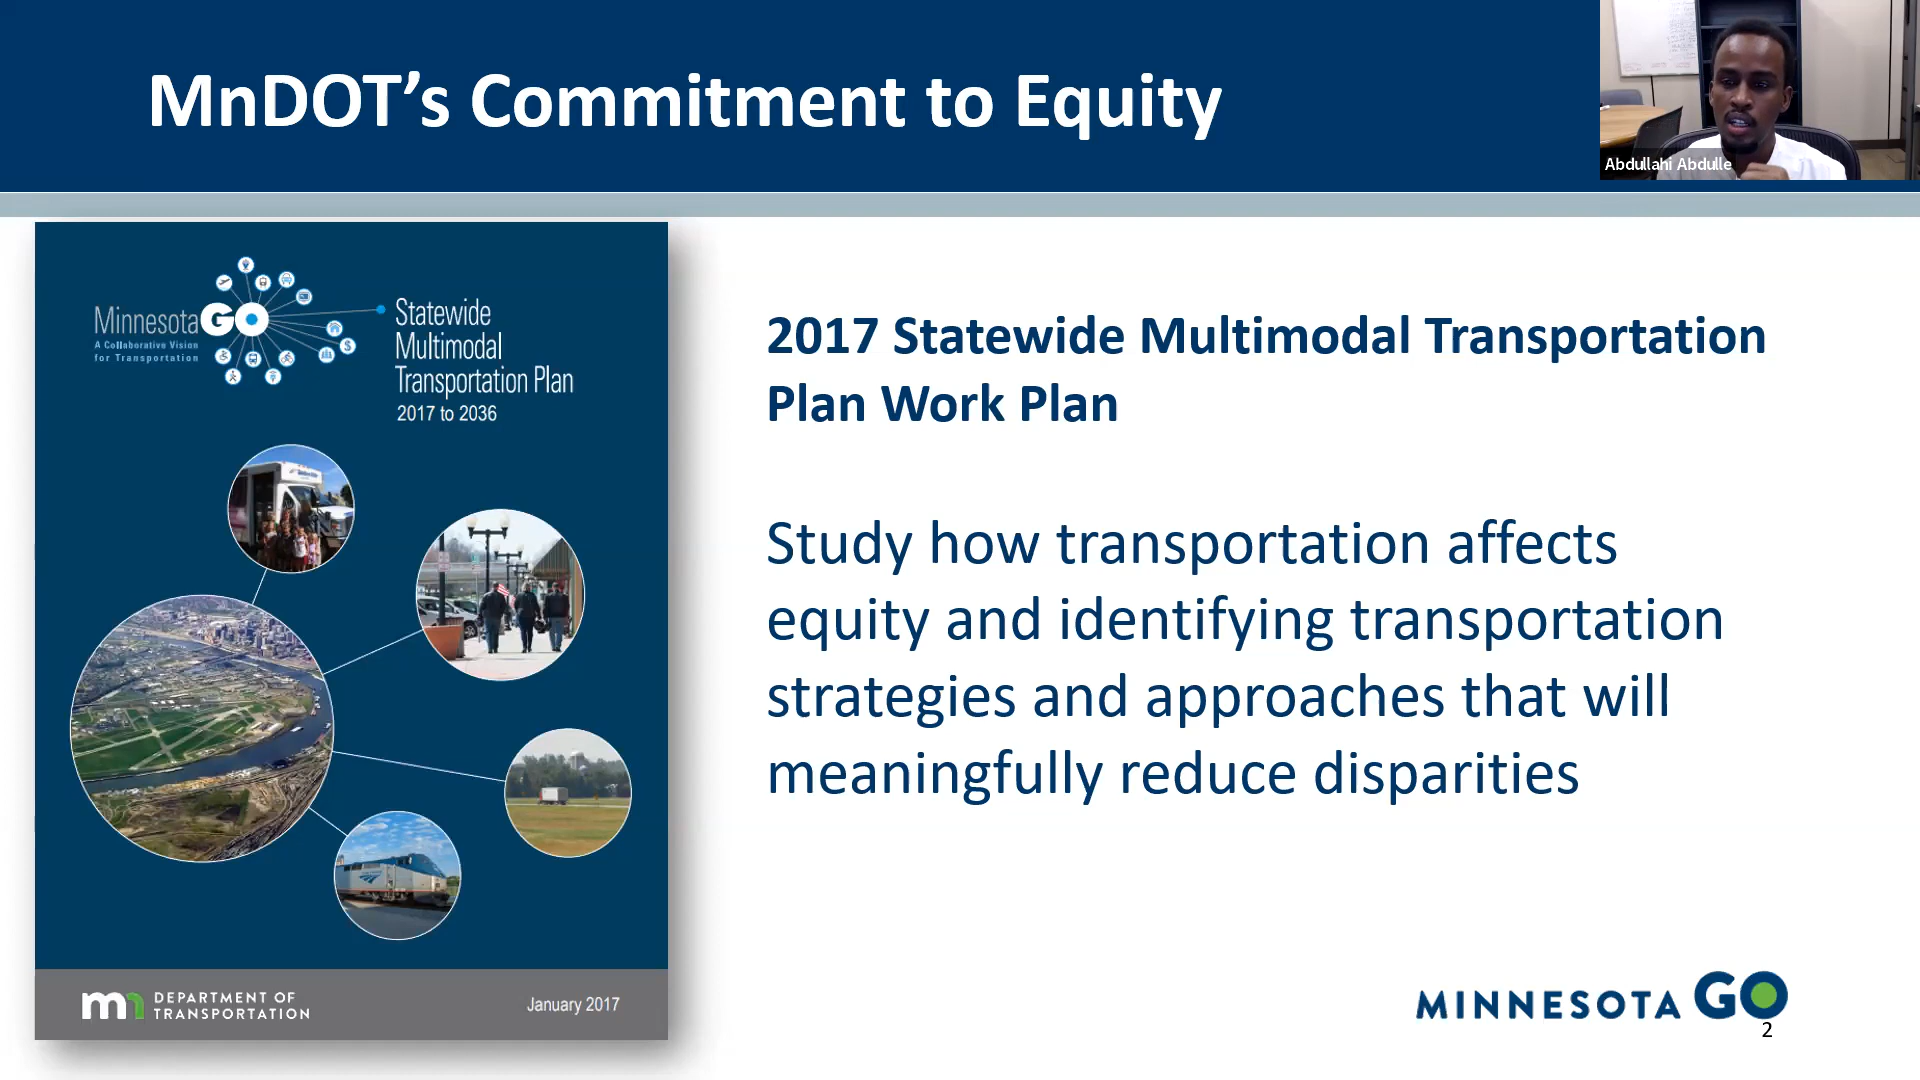 MnDOT’s Commitment to Equity
Abdullahi Abdulle
MinnesotaGO
A Collaborative Vision
for Transportation
Statewide
Multimodal
Transportation Plan
2017 to 2036
DEPARTMENT OF
TRANSPORTATION
January 2017
2017 Statewide Multimodal Transportation
Plan Work Plan
Study how transportation affects
equity and identifying transportation
strategies and approaches that will
meaningfully reduce disparities
MINNESOTA GO
2